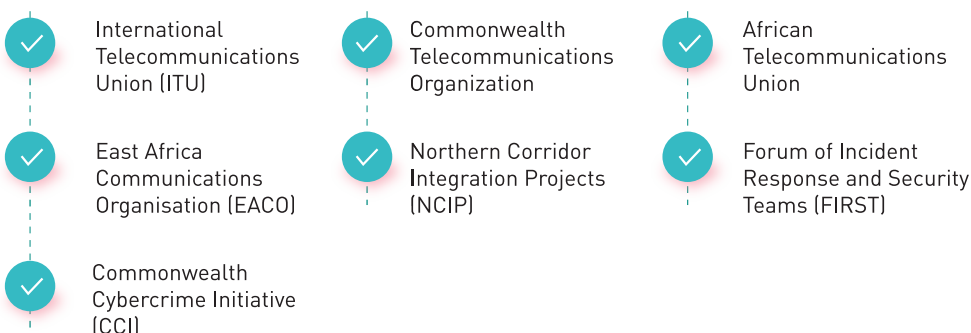 International
Telecommunications
Union (ITU)
Commonwealth
Telecommunications
Organization
African
Telecommunications
Union
East Africa
Communications
Organisation (EACO)
Northern Corridor
Integration Projects
(NCIP)
Forum of Incident
Response and Security
Teams (FIRST)
Commonwealth
Cybercrime Initiative
(CCI)